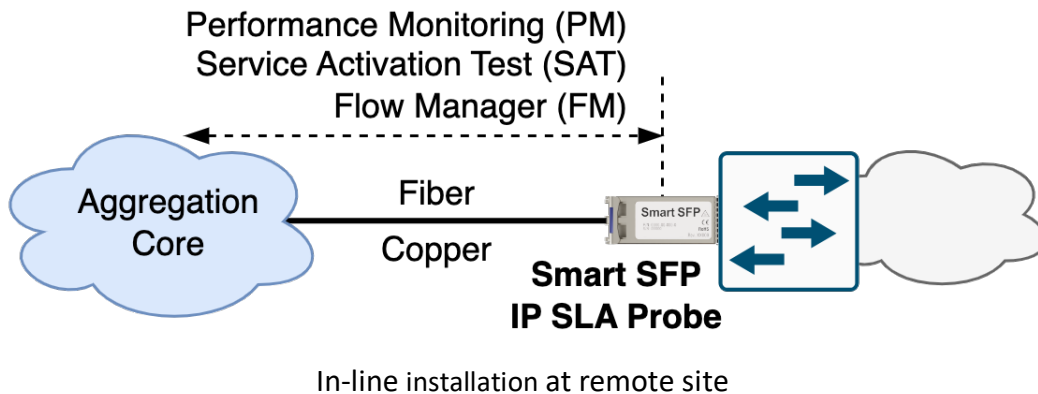 Performance Monitoring (PM)
Service Activation Test (SAT)
Flow Manager (FM)
Aggregation
Core
Fiber
Copper
Smart SFP
Smart SFP
IP SLA Probe
In-line installation at remote site